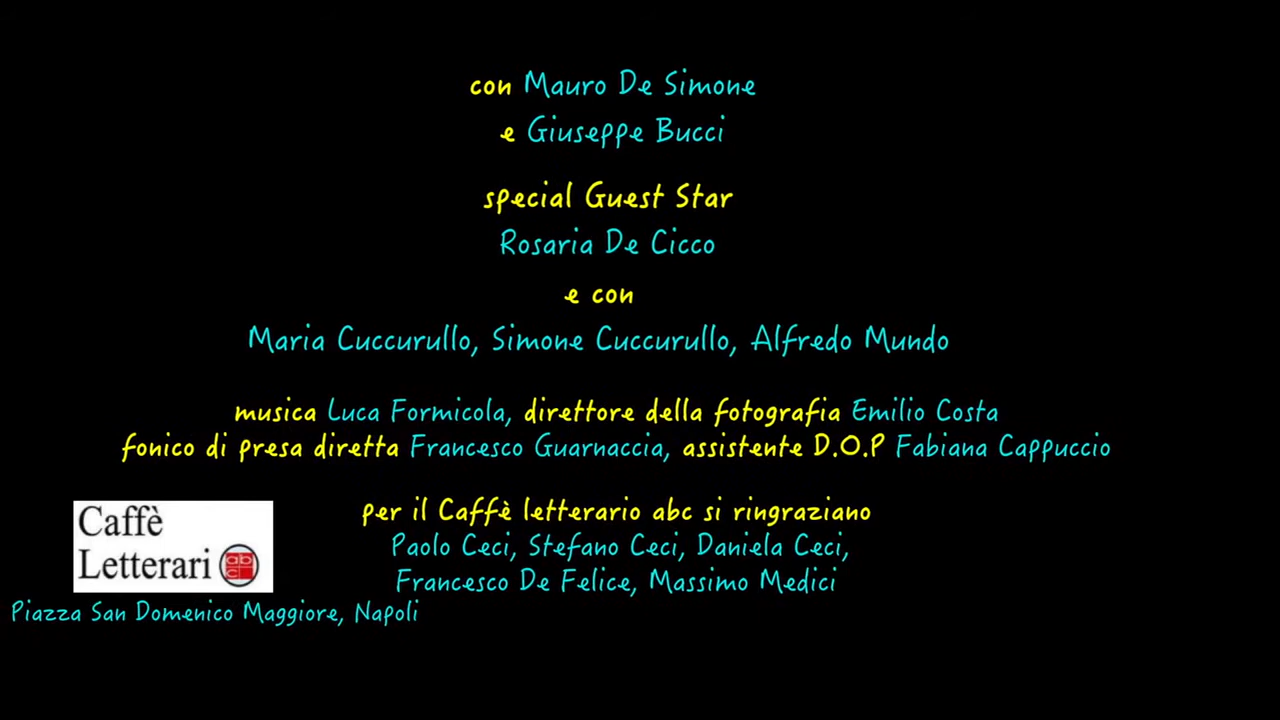 con Mauro De Simone
e Giuseppe Bucci
special Guest Star
Rosaria De Cicco
e con
Maria Cuccurullo, Simone Cuccurullo, Alfredo Mundo
musica Luca Formicola, direttore della fotografia Emilio Costa
fonico di presa diretta Francesco Guarnaccia, assistente D.O.P Fabiana Cappuccio
per il Caffè letterario abc si ringraziano
Paolo Ceci, Stefano Ceci, Daniela Ceci,
Francesco De Felice, Massimo Medici
Caffè
Letterari abc
Piazza San Domenico Maggiore, Napoli